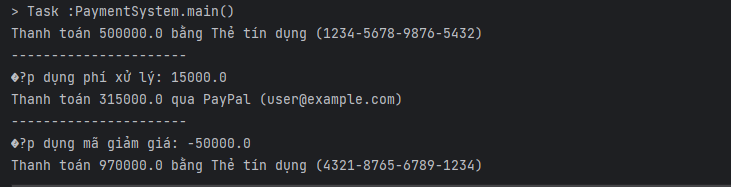 > Task :PaymentSystem.main()
Thanh toán 500000.0 bằng Thẻ tín dụng (1234-5678-9876-5432)
----------------------
�?p dụng phí xử lý: 15000.0
Thanh toán 315000.0 qua PayPal (user@example.com)
----------------------
�?p dụng mã giảm giá: -50000.0
Thanh toán 970000.0 bằng Thẻ tín dụng (4321-8765-6789-1234)